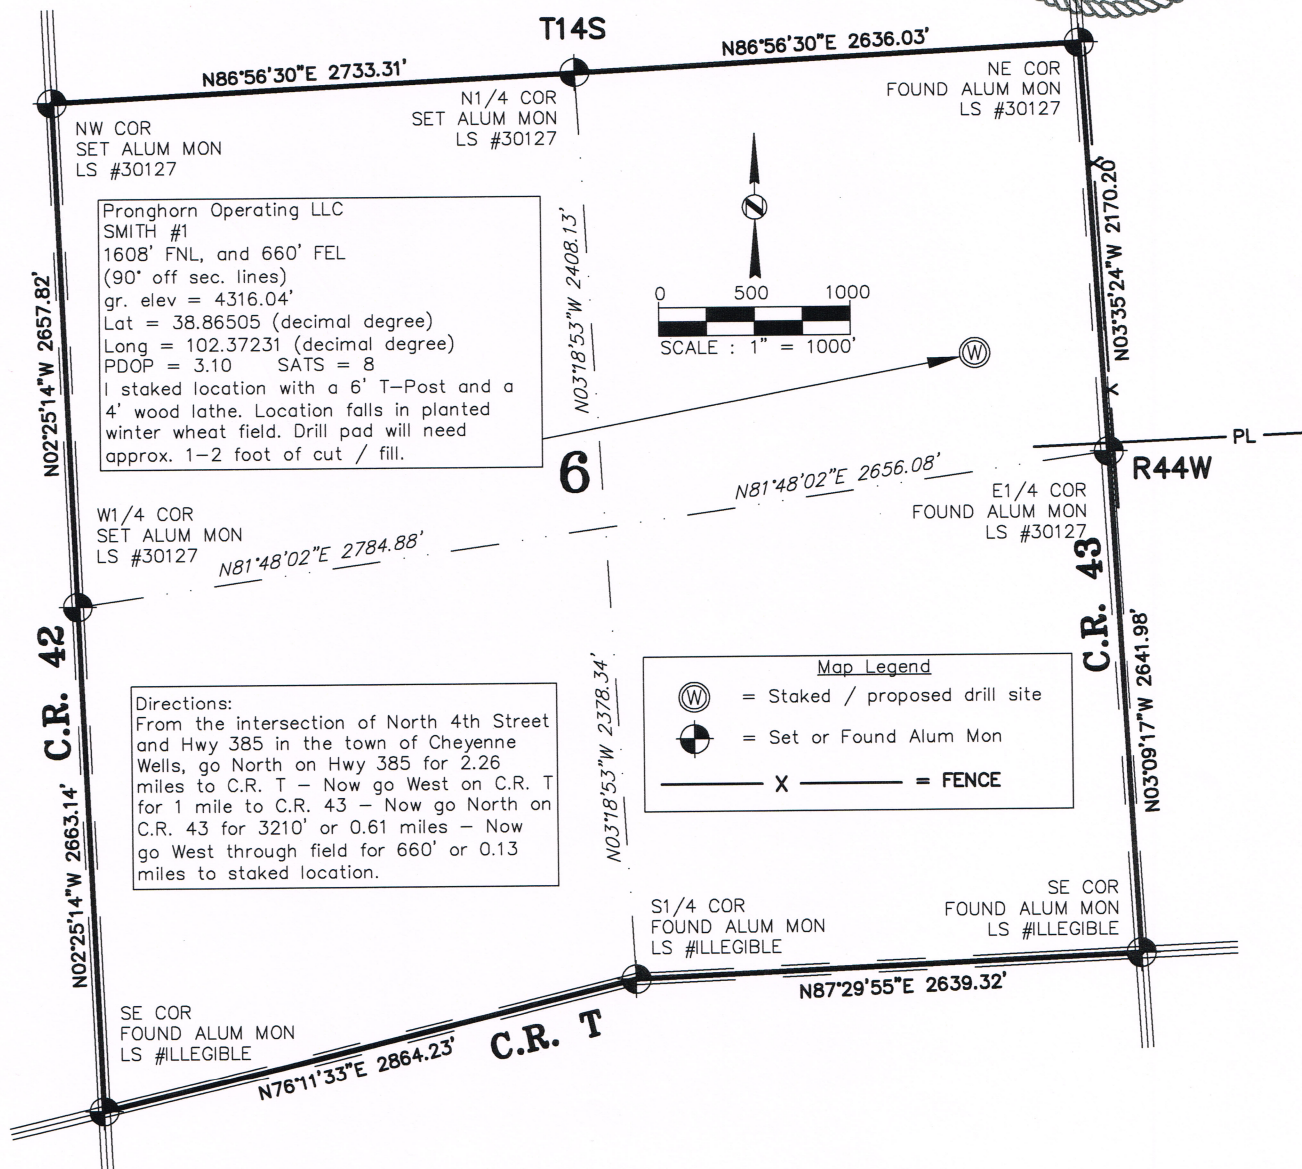 T14S
N86°56'30"E 2733.31'
N86°56'30"E 2636.03'
NW COR
SET ALUM MON
LS #30127
N1/4 COR
SET ALUM MON
LS #30127
NE COR
FOUND ALUM MON
LS #30127
Pronghorn Operating LLC
SMITH #1
1608' FNL, and 660' FEL
(90° off sec. lines)
gr. elev = 4316.04'
Lat = 38.86505 (decimal degree)
Long = 102.37231 (decimal degree)
PDOP = 3.10 SATS = 8
I staked location with a 6' T-Post and a
4' wood lathe. Location falls in planted
winter wheat field. Drill pad will need
approx. 1-2 foot of cut / fill.
N02°25'14"W 2657.82'
N03°18'53"W 2408.13'
0 500 1000
SCALE : 1" = 1000'
W
X
N03°35'24"W 2170.20'
X
PL
6
R44W
N81°48'02"E 2656.08'
E1/4 COR
FOUND ALUM MON
LS #30127
W1/4 COR
SET ALUM MON
LS #30127
N81°48'02"E 2784.88'
C.R. 43
C.R. 42
N03°09'17"W 2641.98'
N03°18'53"W 2378.34'
Map Legend
W = Staked / proposed drill site
= Set or Found Alum Mon
X = FENCE
Directions:
From the intersection of North 4th Street
and Hwy 385 in the town of Cheyenne
Wells, go North on Hwy 385 for 2.26
miles to C.R. T - Now go West on C.R. T
for 1 mile to C.R. 43 - Now go North on
C.R. 43 for 3210' or 0.61 miles - Now
go West through field for 660' or 0.13
miles to staked location.
N02°25'14"W 2663.14'
S1/4 COR
FOUND ALUM MON
LS #ILLEGIBLE
SE COR
FOUND ALUM MON
LS #ILLEGIBLE
N87°29'55"E 2639.32'
SE COR
FOUND ALUM MON
LS #ILLEGIBLE
C.R. T
N76°11'33"E 2864.23'